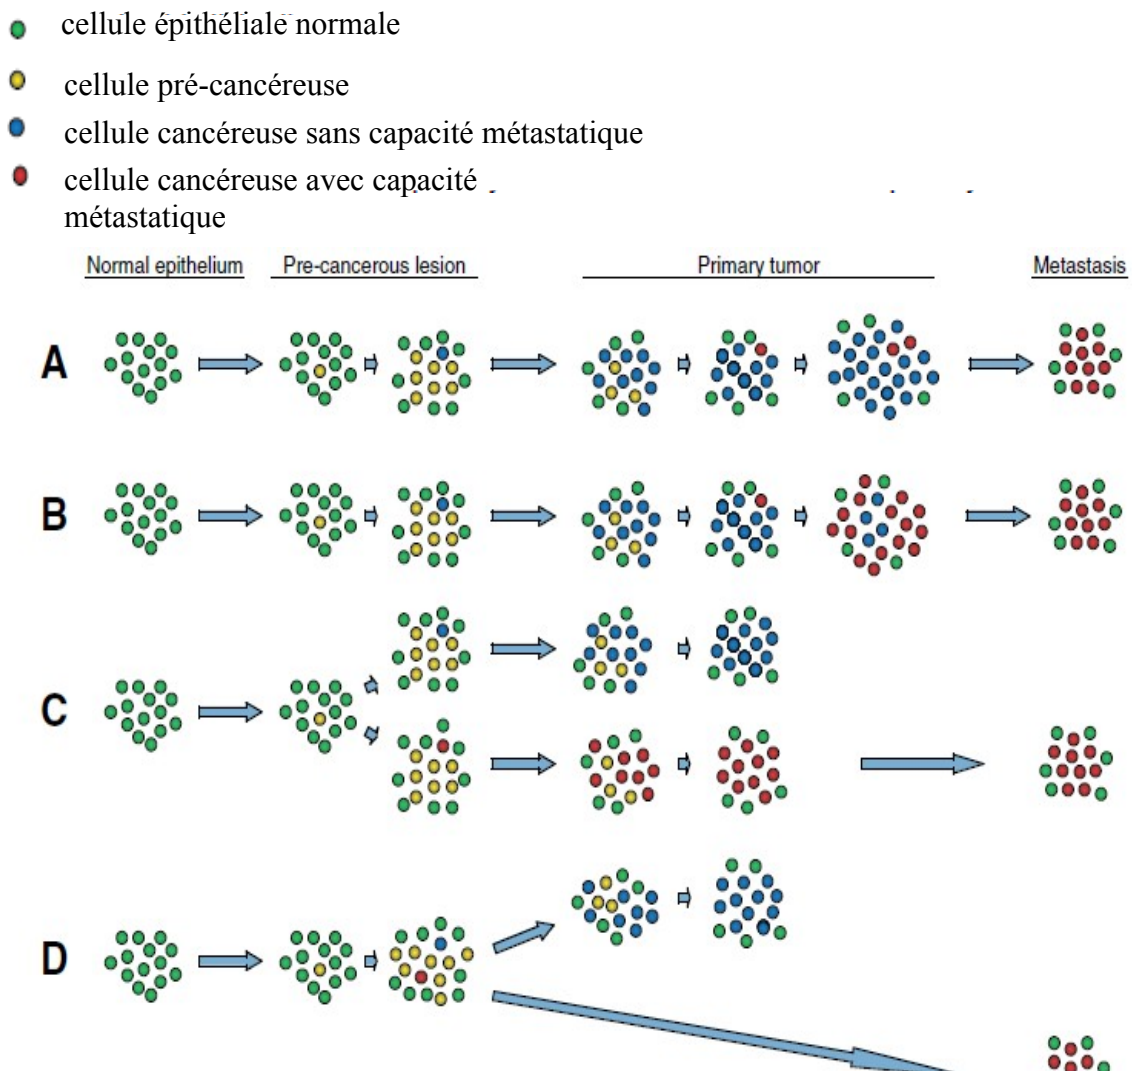 cellule épithéliale normale
cellule pré-cancéreuse
cellule cancéreuse sans capacité métastatique
cellule cancéreuse avec capacité
métastatique
Normal epithelium Pre-cancerous lesion Primary tumor Metastasis
A
B
C
D